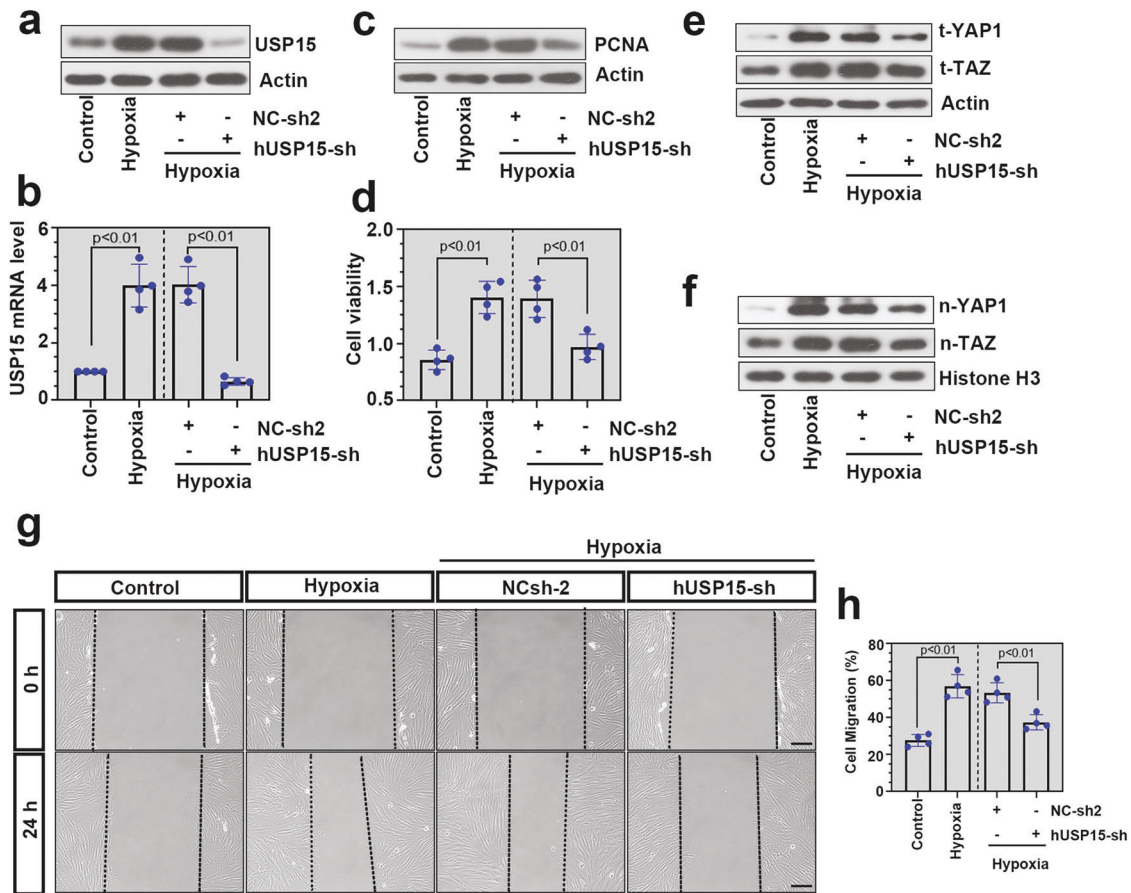 a
USP15
Actin
Control
Hypoxia
+ -
NC-sh2
- +
hUSP15-sh
Hypoxia
b
USP15 mRNA level
6
4
2
1
0
p<0.01
p<0.01
Control
Hypoxia
+ -
NC-sh2
- +
hUSP15-sh
Hypoxia
c
PCNA
Actin
Control
Hypoxia
+ -
NC-sh2
- +
hUSP15-sh
Hypoxia
d
Cell viability
2.0
1.5
1.0
0.5
p<0.01
p<0.01
Control
Hypoxia
+ -
NC-sh2
- +
hUSP15-sh
Hypoxia
e
t-YAP1
t-TAZ
Actin
Control
Hypoxia
+ -
NC-sh2
- +
hUSP15-sh
Hypoxia
f
n-YAP1
n-TAZ
Histone H3
Control
Hypoxia
+ -
NC-sh2
- +
hUSP15-sh
Hypoxia
g
Hypoxia
Control
Hypoxia
NCsh-2
hUSP15-sh
0 h
24 h
h
Cell Migration (%)
80
60
40
20
0
p<0.01
p<0.01
Control
Hypoxia
+ -
NC-sh2
- +
hUSP15-sh
Hypoxia